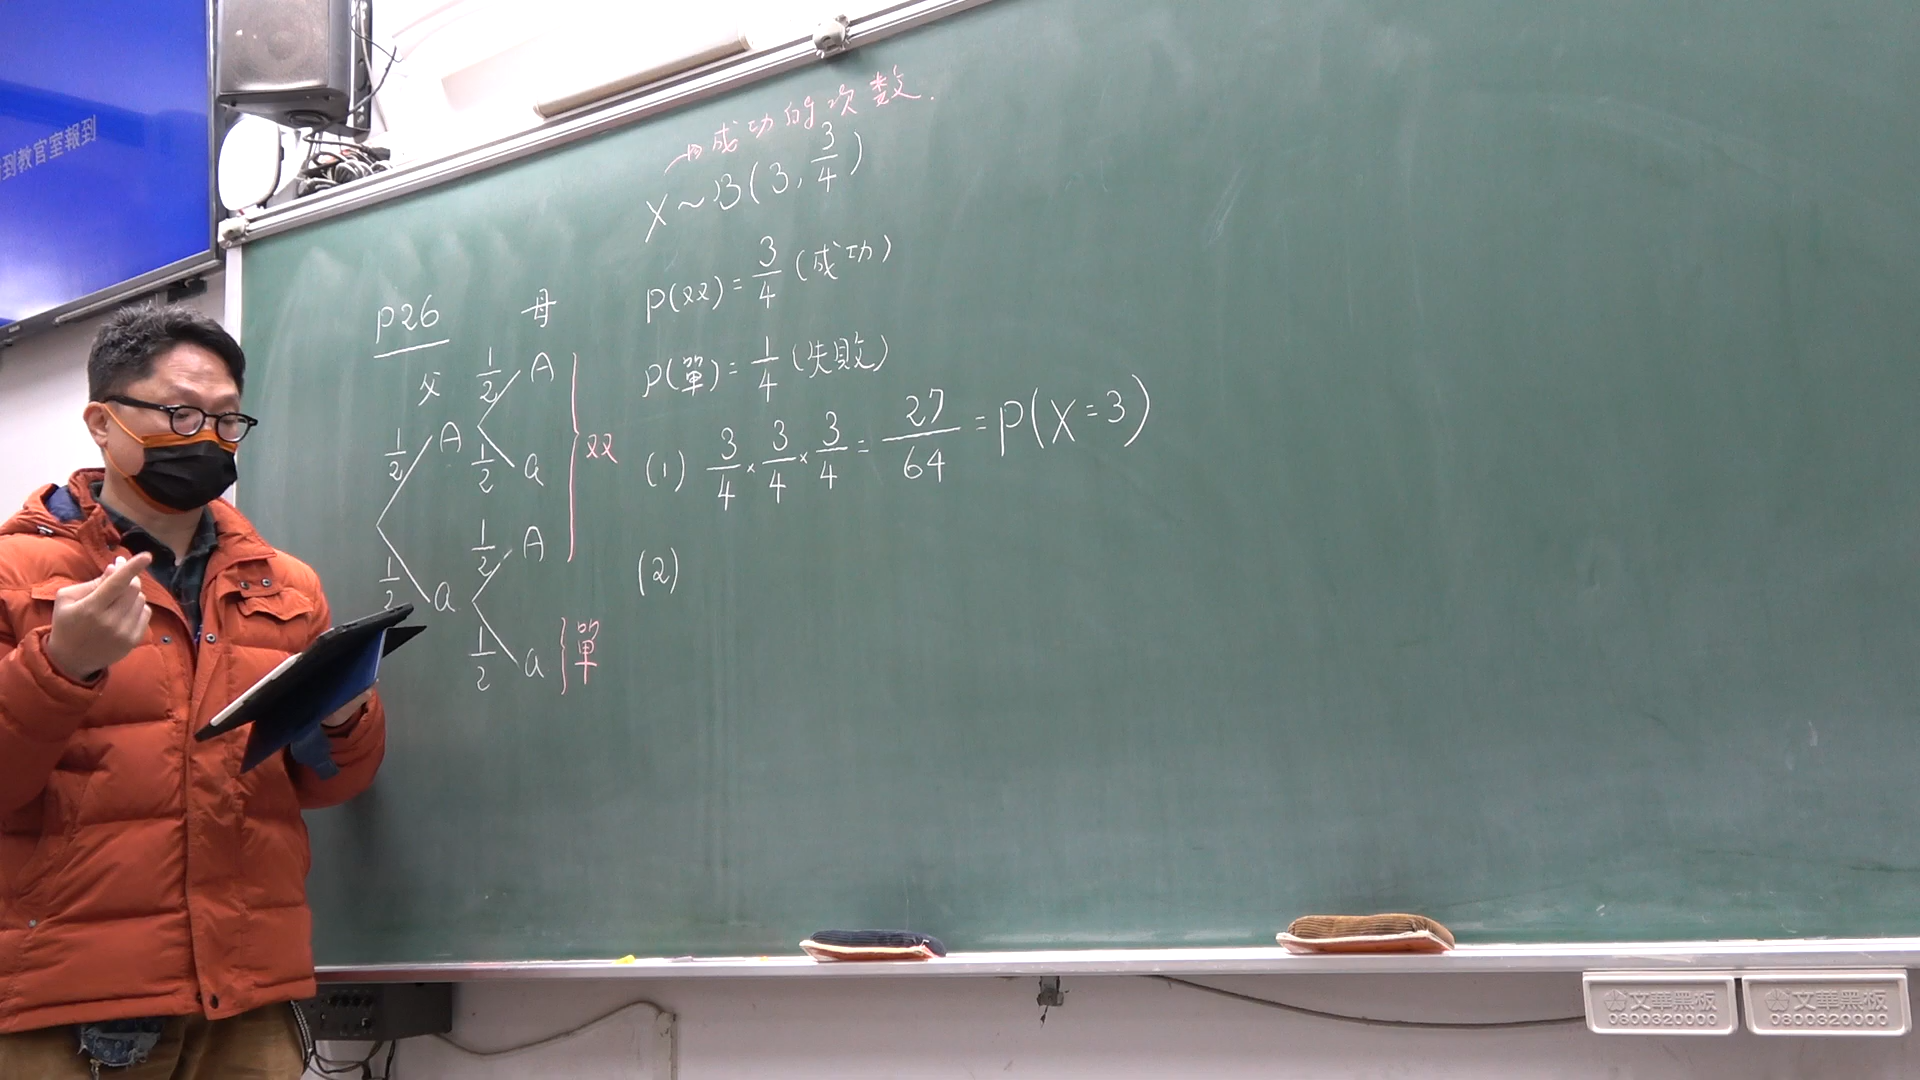 到教官室報到
成功的次數.
X~B(3, 3/4)
P26
父
母
1/2 A
1/2 a
1/2 A
1/2 a
1/2 A
1/2 a
双
單
P(双) = 3/4 (成功)
P(單) = 1/4 (失敗)
(1) 3/4 × 3/4 × 3/4 = 27/64 = P(X=3)
(2)
文華黑板
0800320000
文華黑板
0800320000